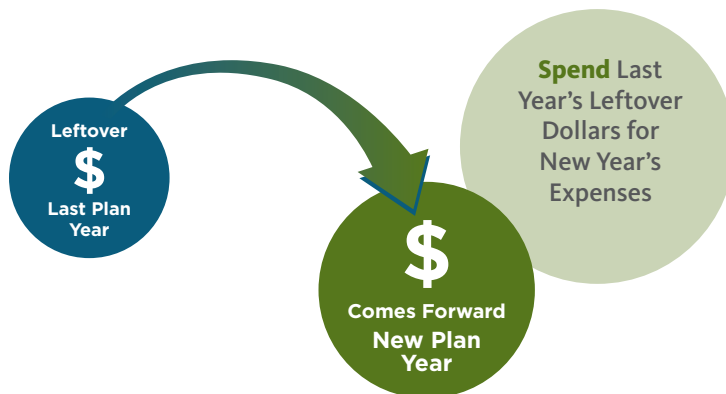 Leftover
$
Last Plan
Year
$
Comes Forward
New Plan
Year
Spend Last
Year’s Leftover
Dollars for
New Year’s
Expenses